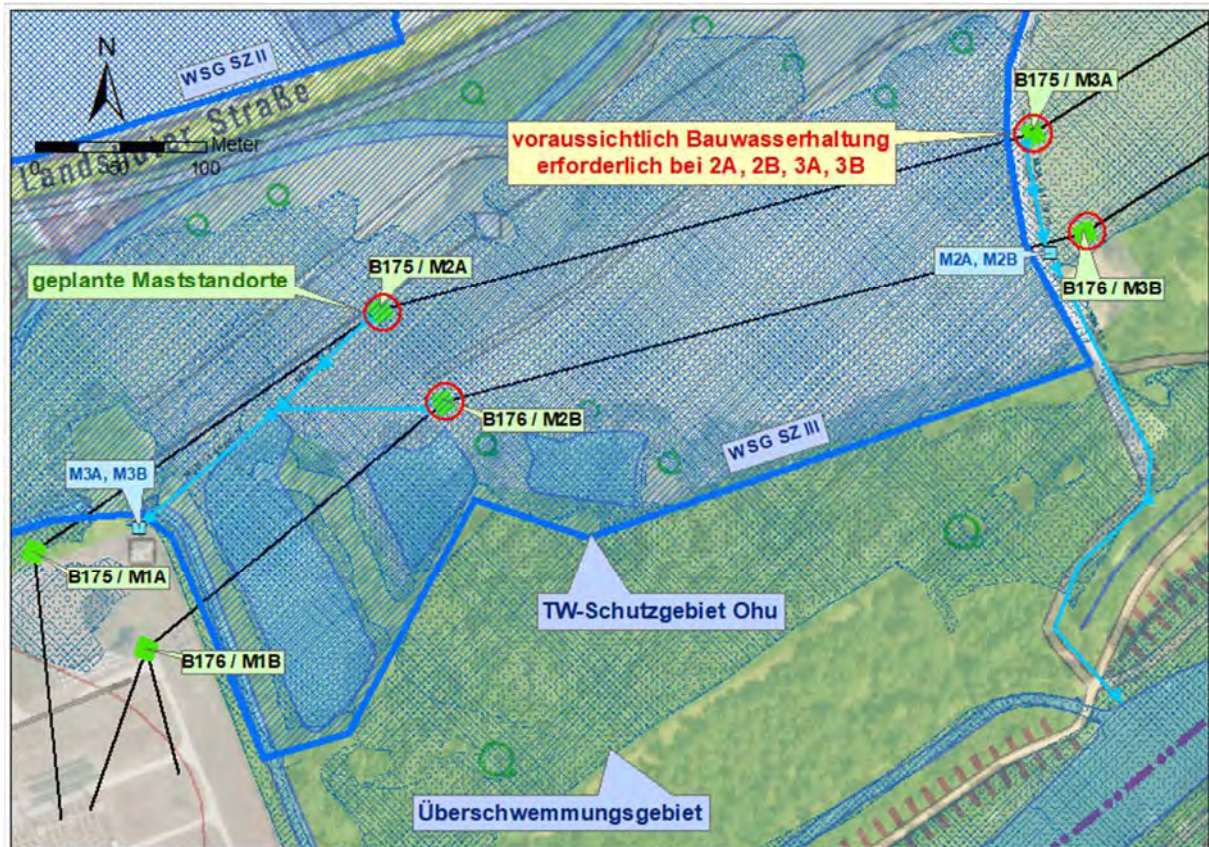 N
WSG SZ II
Landshuter Straße
0 50 100 Meter
B175 / M3A
voraussichtlich Bauwasserhaltung
erforderlich bei 2A, 2B, 3A, 3B
B175 / M2A
geplante Maststandorte
M2A, M2B
B176 / M3B
B176 / M2B
WSG SZ III
M3A, M3B
B175 / M1A
TW-Schutzgebiet Ohu
B176 / M1B
Überschwemmungsgebiet